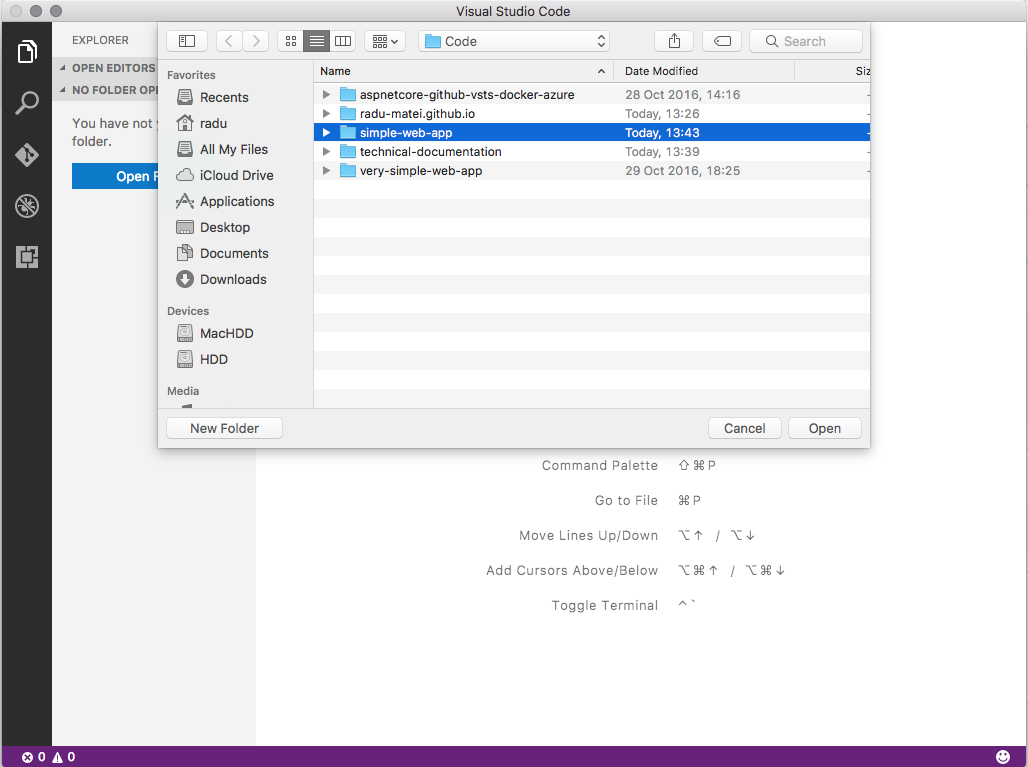 Visual Studio Code
EXPLORER
OPEN EDITORS
NO FOLDER OPE
You have not
folder.
Open F
Code
Search
Favorites
Recents
radu
All My Files
iCloud Drive
Applications
Desktop
Documents
Downloads
Devices
MacHDD
HDD
Media
Name Date Modified Siz
aspnetcore-github-vsts-docker-azure 28 Oct 2016, 14:16 -
radu-matei.github.io Today, 13:26 -
simple-web-app Today, 13:43 -
technical-documentation Today, 13:39 -
very-simple-web-app 29 Oct 2016, 18:25 -
New Folder Cancel Open
Command Palette ⇧⌘P
Go to File ⌘P
Move Lines Up/Down ⌥↑ / ⌥↓
Add Cursors Above/Below ⌥⌘↑ / ⌥⌘↓
Toggle Terminal ^`
0 0